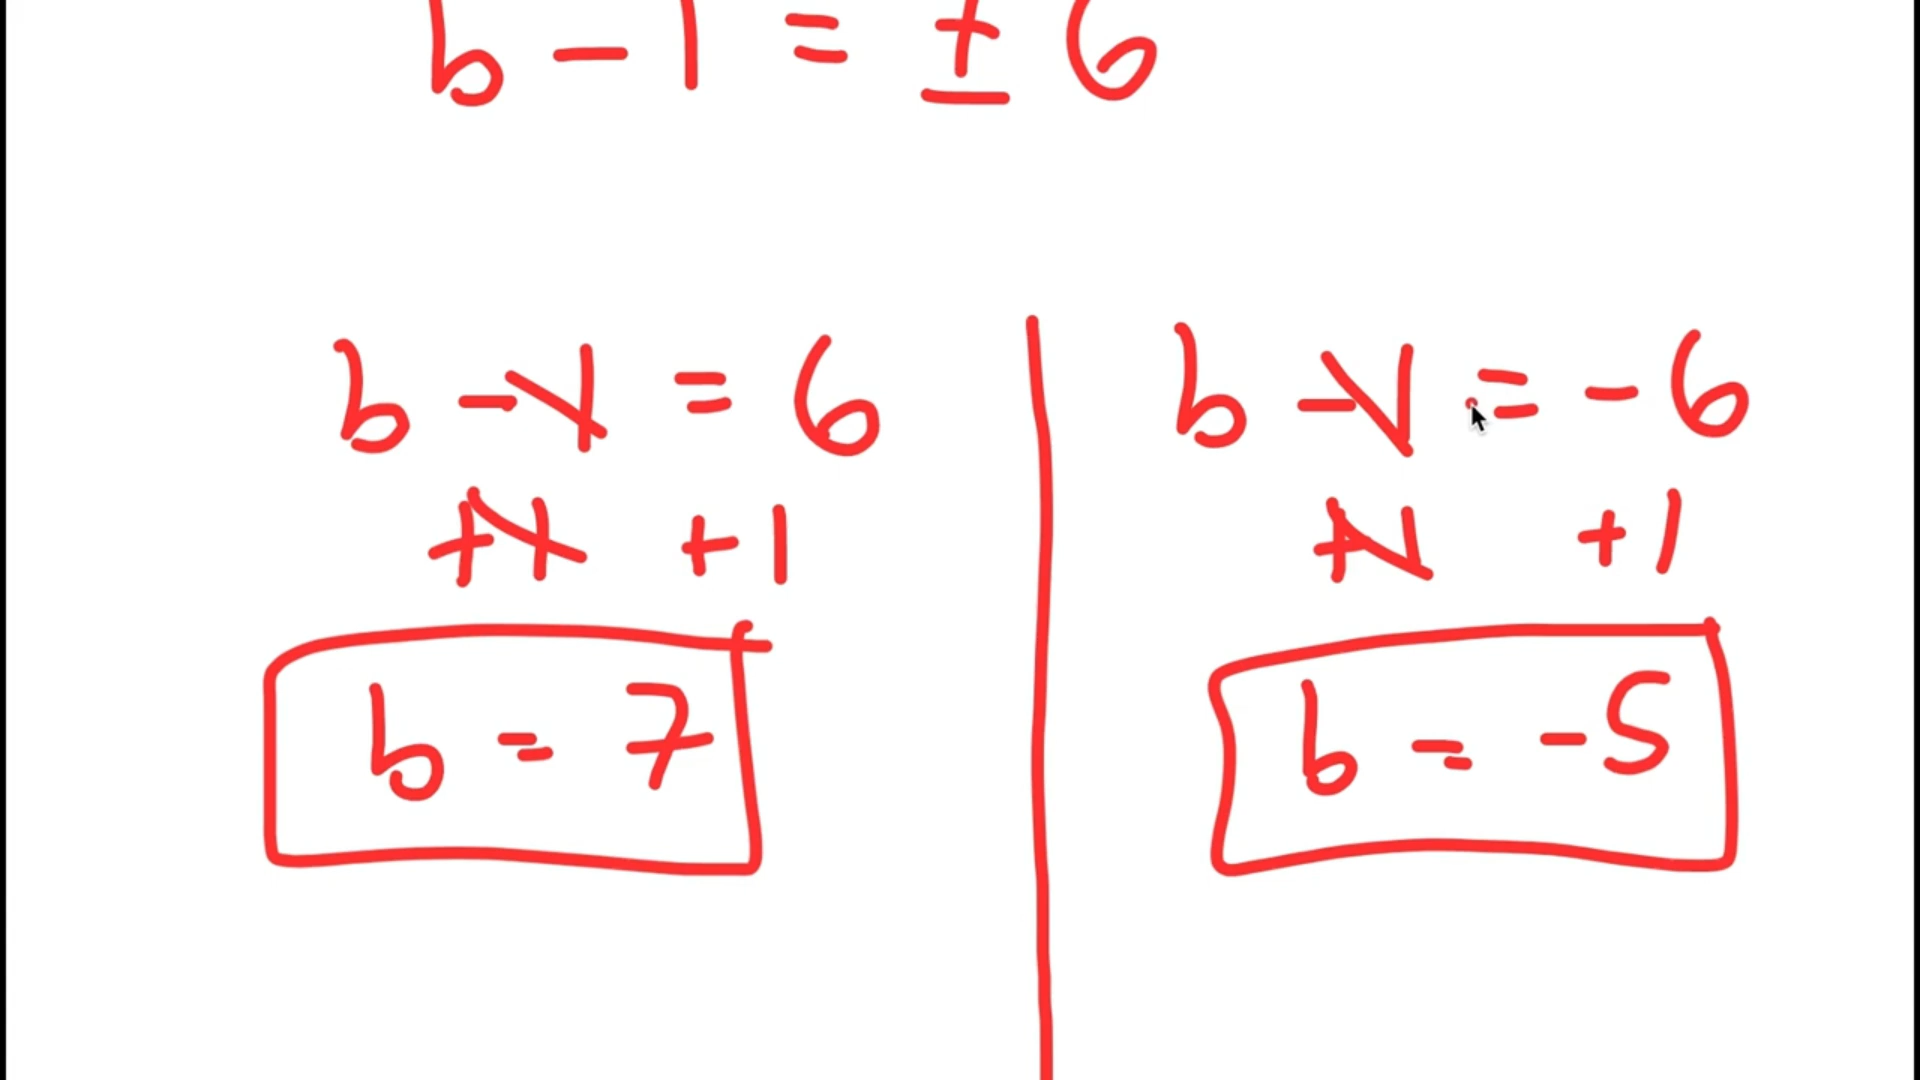 b - 1 = ± 6
b - 1 = 6
+1 +1
b = 7
b - 1 = - 6
+1 +1
b = -5